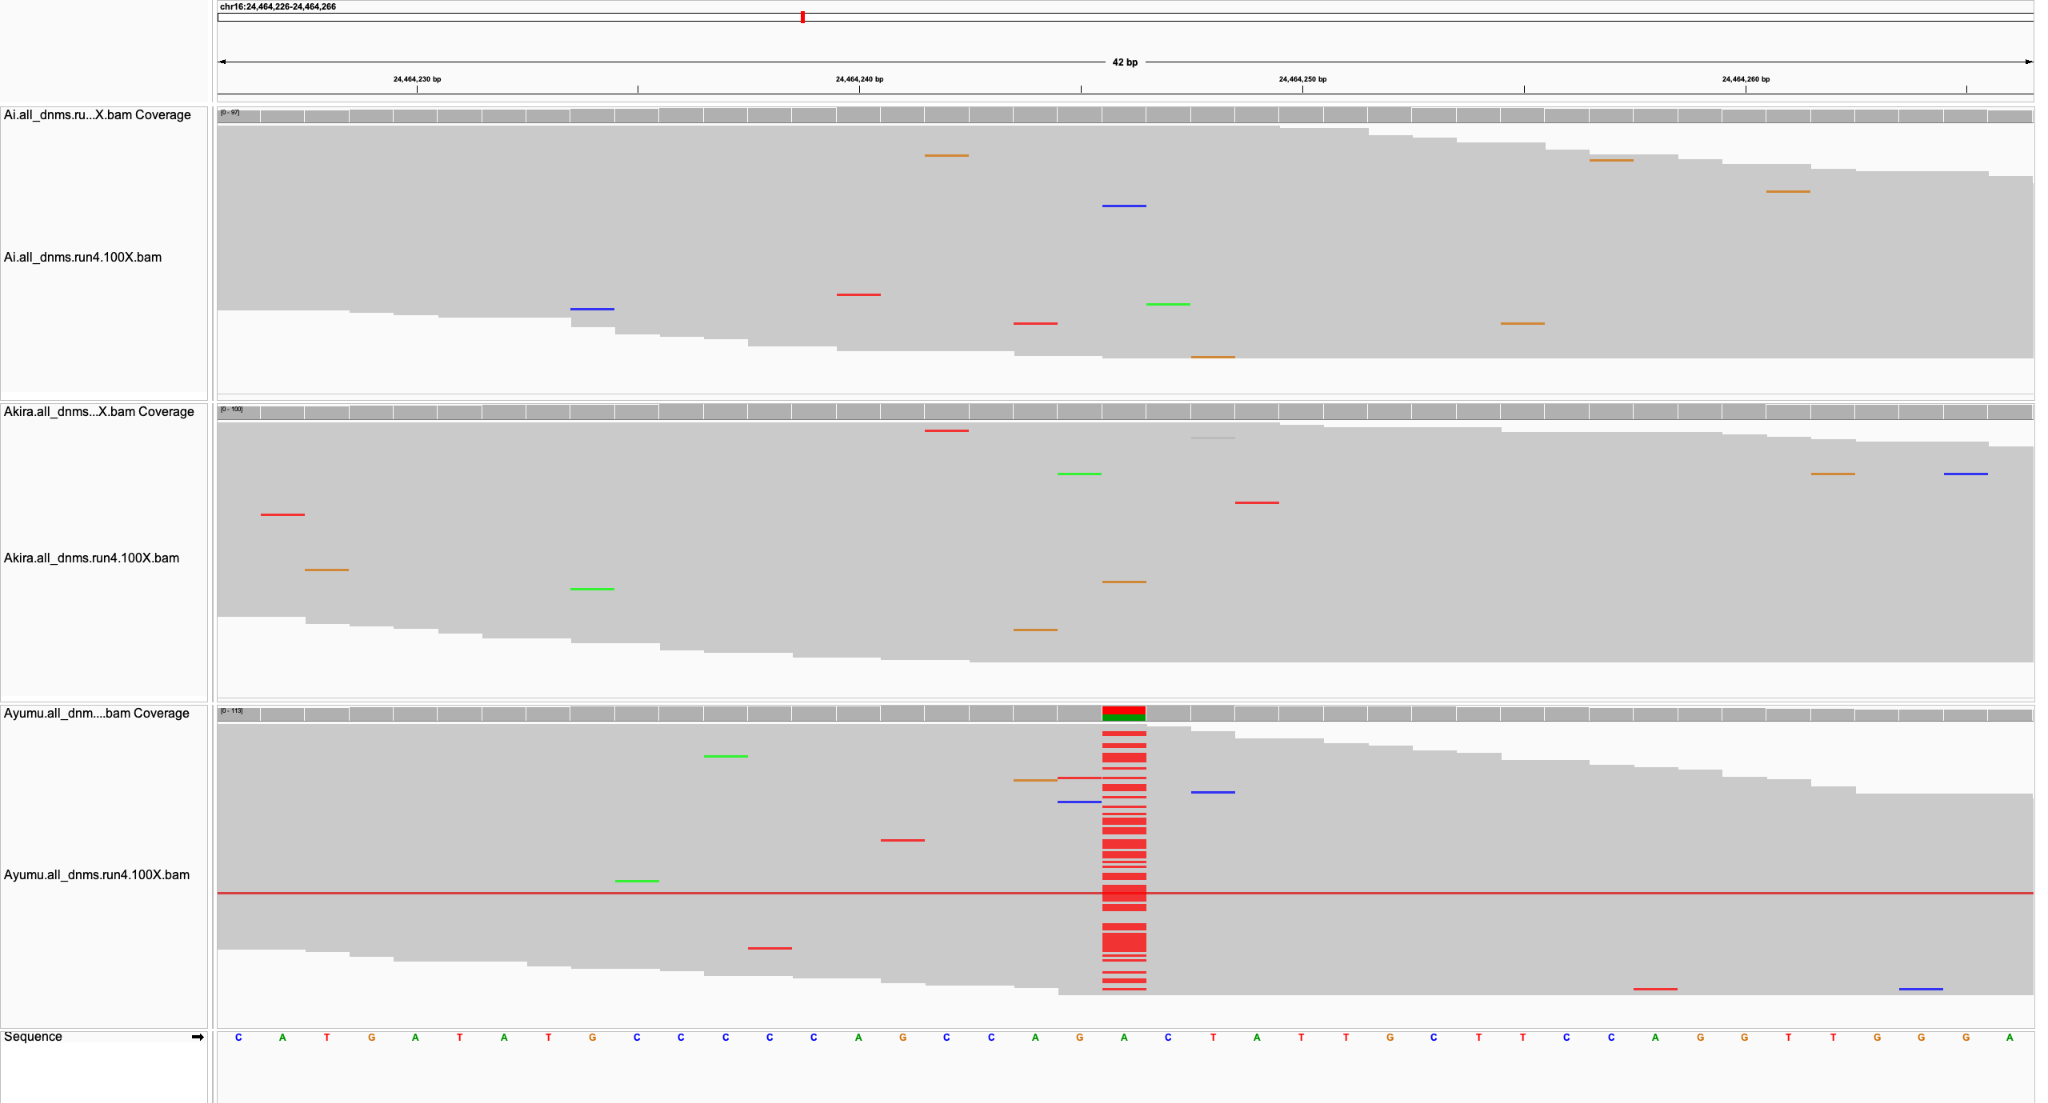 chr16:24,464,226-24,464,266
42 bp
24,464,230 bp 24,464,240 bp 24,464,250 bp 24,464,260 bp
Ai.all_dnms.ru...X.bam Coverage
[0 - 97]
Ai.all_dnms.run4.100X.bam
Akira.all_dnms...X.bam Coverage
[0 - 100]
Akira.all_dnms.run4.100X.bam
Ayumu.all_dnm....bam Coverage
[0 - 113]
Ayumu.all_dnms.run4.100X.bam
Sequence C A T G A T A T G C C C C C A G C C A G A C T A T T G C T T C C A G G T T G G G A